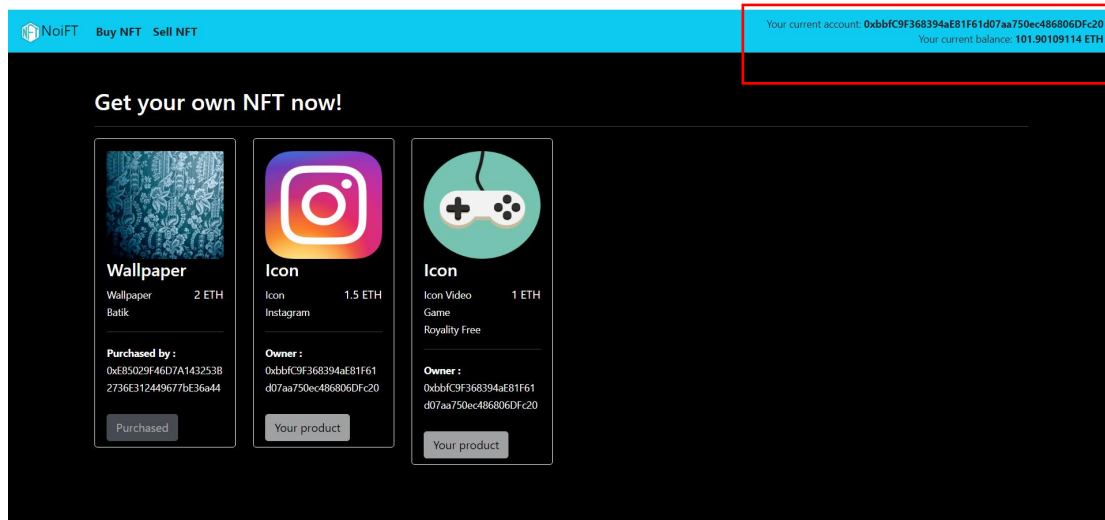 NFT NoiFT Buy NFT Sell NFT
Your current account: 0xbbfC9F368394aE81F61d07aa750ec486806DFc20
Your current balance: 101.90109114 ETH
Get your own NFT now!
Wallpaper
Wallpaper 2 ETH
Batik
Purchased by :
0xE85029F46D7A143253B
2736E312449677bE36a44
Purchased
Icon
Icon 1.5 ETH
Instagram
Owner :
0xbbfC9F368394aE81F61
d07aa750ec486806DFc20
Your product
Icon
Icon Video 1 ETH
Game
Royality Free
Owner :
0xbbfC9F368394aE81F61
d07aa750ec486806DFc20
Your product